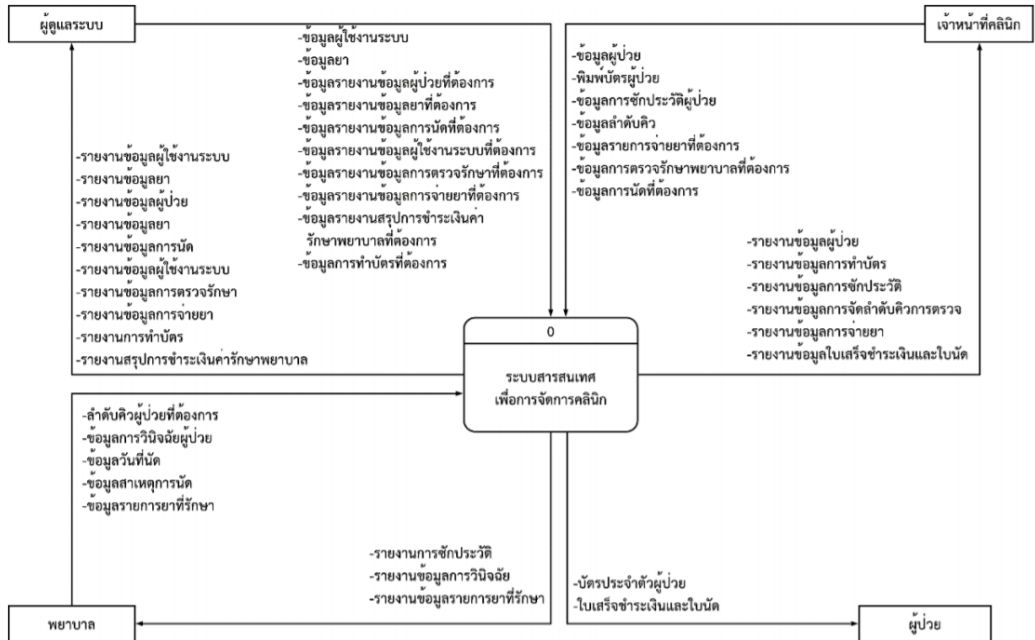 ผู้ดูแลระบบ
เจ้าหน้าที่คลินิก
-ข้อมูลผู้ใช้งานระบบ
-ข้อมูลยา
-ข้อมูลรายงานข้อมูลผู้ป่วยที่ต้องการ
-ข้อมูลรายงานข้อมูลยาที่ต้องการ
-ข้อมูลรายงานข้อมูลการนัดที่ต้องการ
-ข้อมูลรายงานข้อมูลผู้ใช้งานระบบที่ต้องการ
-ข้อมูลรายงานข้อมูลการตรวจรักษาที่ต้องการ
-ข้อมูลรายงานข้อมูลการจ่ายยาที่ต้องการ
-ข้อมูลรายงานสรุปการชำระเงินค่า
รักษาพยาบาลที่ต้องการ
-ข้อมูลการทำบัตรที่ต้องการ
-ข้อมูลผู้ป่วย
-พิมพ์บัตรผู้ป่วย
-ข้อมูลการซักประวัติผู้ป่วย
-ข้อมูลลำดับคิว
-ข้อมูลรายการจ่ายยาที่ต้องการ
-ข้อมูลการตรวจรักษาพยาบาลที่ต้องการ
-ข้อมูลการนัดที่ต้องการ
-รายงานข้อมูลผู้ใช้งานระบบ
-รายงานข้อมูลยา
-รายงานข้อมูลผู้ป่วย
-รายงานข้อมูลยา
-รายงานข้อมูลการนัด
-รายงานข้อมูลผู้ใช้งานระบบ
-รายงานข้อมูลการตรวจรักษา
-รายงานข้อมูลการจ่ายยา
-รายงานการทำบัตร
-รายงานสรุปการชำระเงินค่ารักษาพยาบาล
-รายงานข้อมูลผู้ป่วย
-รายงานข้อมูลการทำบัตร
-รายงานข้อมูลการซักประวัติ
-รายงานข้อมูลการจัดลำดับคิวการตรวจ
-รายงานข้อมูลการจ่ายยา
-รายงานข้อมูลใบเสร็จชำระเงินและใบนัด
0
ระบบสารสนเทศ
เพื่อการจัดการคลินิก
-ลำดับคิวผู้ป่วยที่ต้องการ
-ข้อมูลการวินิจฉัยผู้ป่วย
-ข้อมูลวันที่นัด
-ข้อมูลสาเหตุการนัด
-ข้อมูลรายการยาที่รักษา
-รายงานการซักประวัติ
-รายงานข้อมูลการวินิจฉัย
-รายงานข้อมูลรายการยาที่รักษา
-บัตรประจำตัวผู้ป่วย
-ใบเสร็จชำระเงินและใบนัด
พยาบาล
ผู้ป่วย